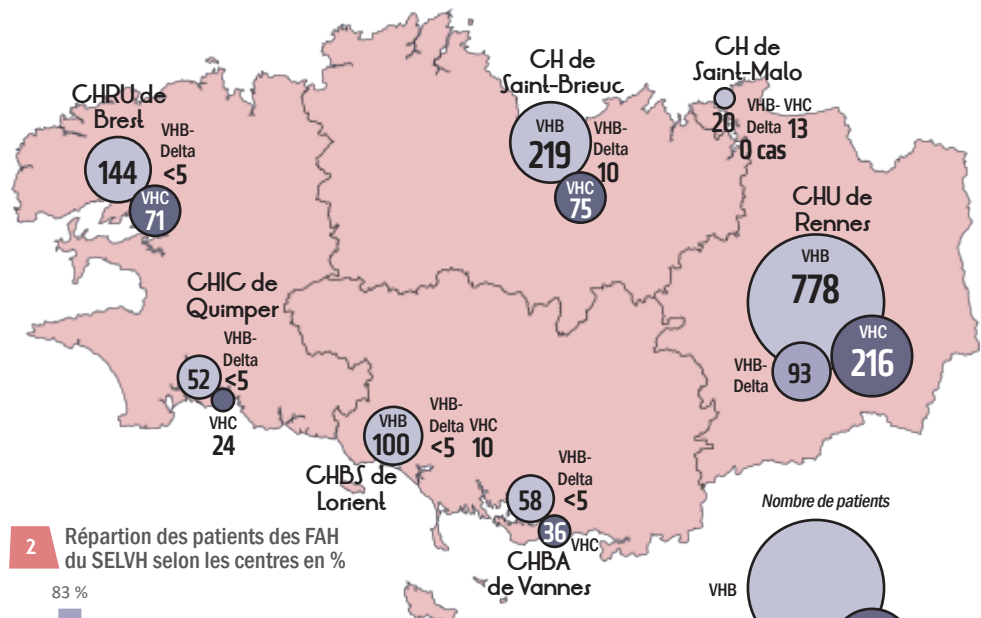 CHRU de
Brest
144
VHB-
Delta
<5
VHC
71
CH de
Saint-Brieuc
VHB
219
VHB-
Delta
10
VHC
75
CH de
Saint-Malo
20
VHB-
Delta
0 cas
VHC
13
CHU de
Rennes
VHB
778
VHB-
Delta
93
VHC
216
CHIC de
Quimper
52
VHB-
Delta
<5
VHC
24
VHB
100
VHB-
Delta
<5
VHC
10
CHBS de
Lorient
58
VHB-
Delta
<5
36
VHC
CHBA
de Vannes
2
Répartion des patients des FAH
du SELVH selon les centres en %
83 %
Nombre de patients
VHB